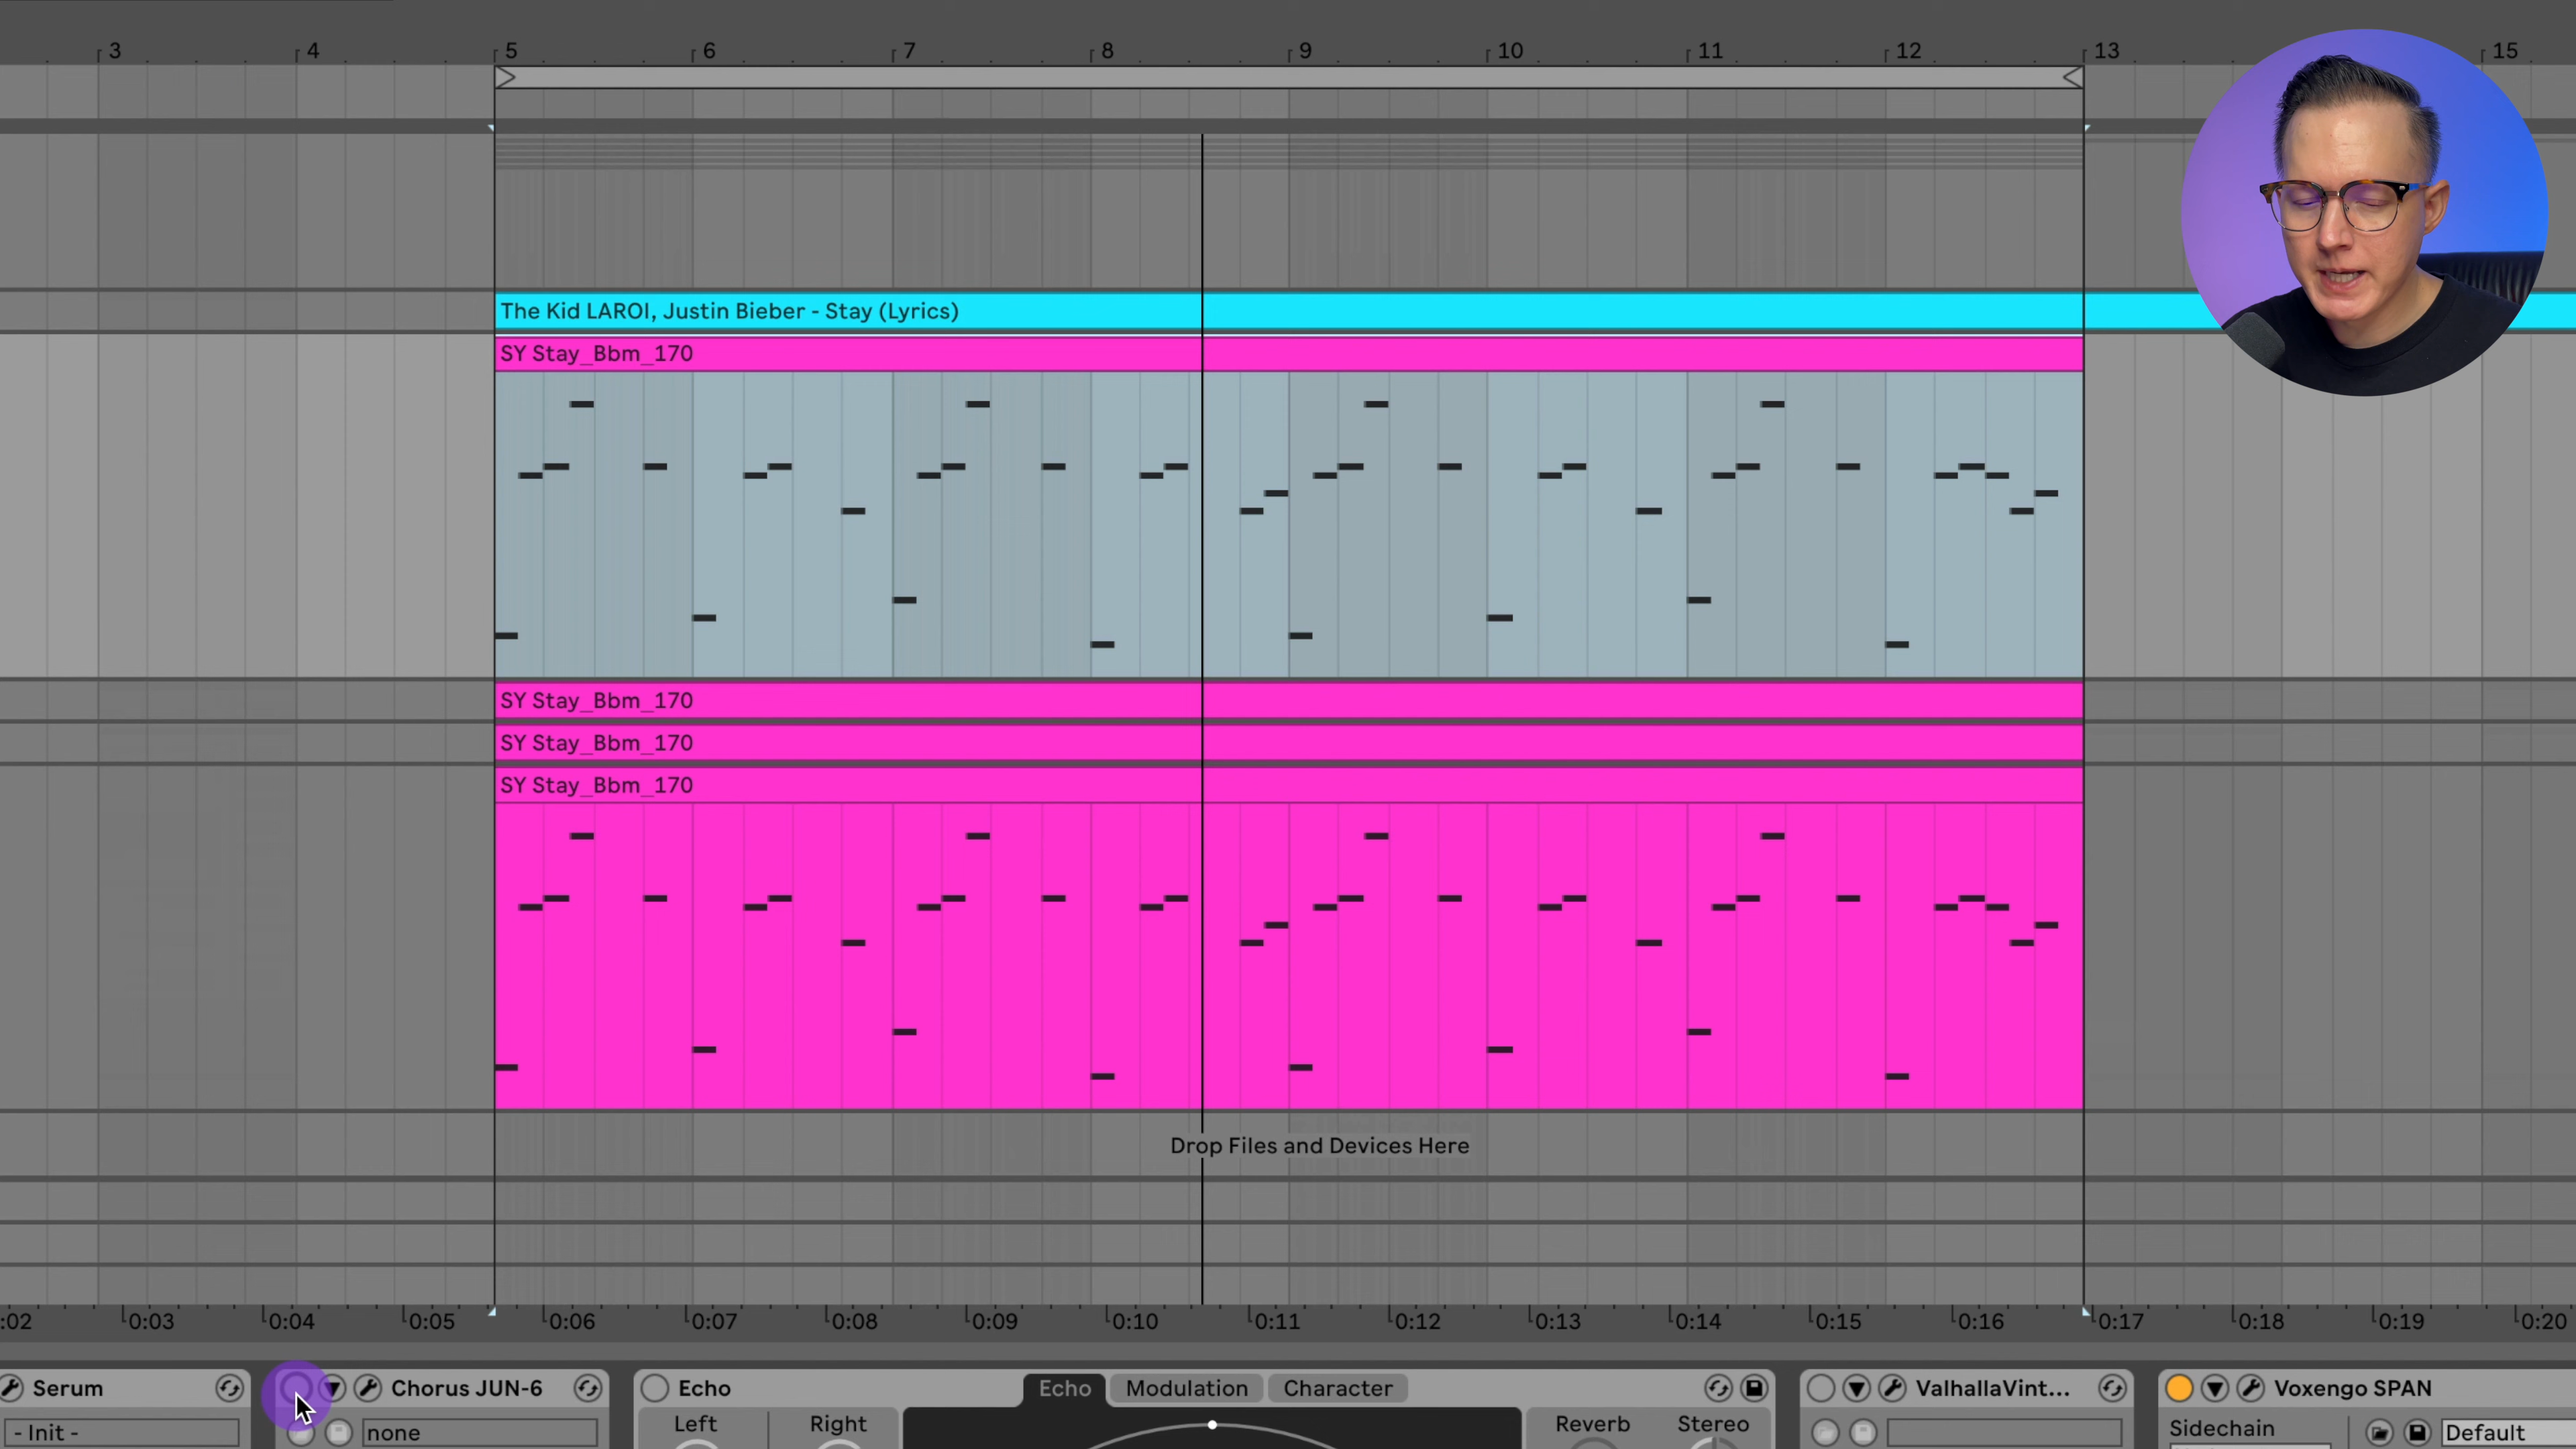 3 4 5 6 7 8 9 10 11 12 13 15
The Kid LAROI, Justin Bieber - Stay (Lyrics)
SY Stay_Bbm_170
SY Stay_Bbm_170
SY Stay_Bbm_170
SY Stay_Bbm_170
Drop Files and Devices Here
:02 0:03 0:04 0:05 0:06 0:07 0:08 0:09 0:10 0:11 0:12 0:13 0:14 0:15 0:16 0:17 0:18 0:19 0:20
Serum Chorus JUN-6 Echo Echo Modulation Character ValhallaVint... Voxengo SPAN
- Init - none Left Right Reverb Stereo Sidechain Default